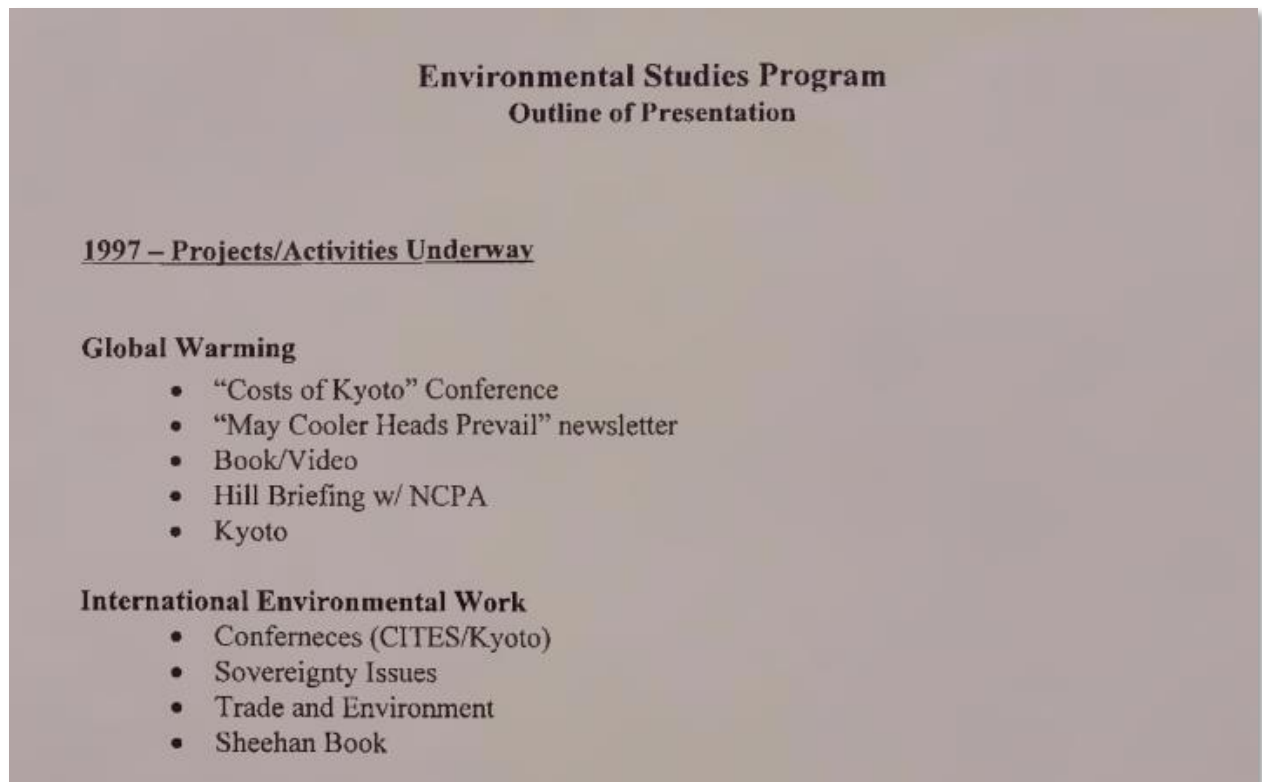 Environmental Studies Program
Outline of Presentation
1997 – Projects/Activities Underway
Global Warming
• “Costs of Kyoto” Conference
• “May Cooler Heads Prevail” newsletter
• Book/Video
• Hill Briefing w/ NCPA
• Kyoto
International Environmental Work
• Conferneces (CITES/Kyoto)
• Sovereignty Issues
• Trade and Environment
• Sheehan Book